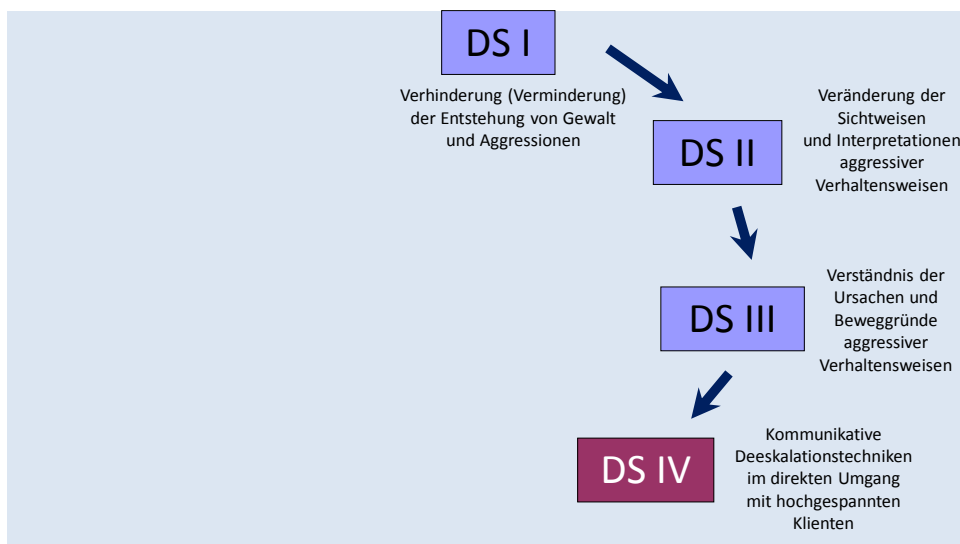 DS I
Verhinderung (Verminderung)
der Entstehung von Gewalt
und Aggressionen
DS II
Veränderung der
Sichtweisen
und Interpretationen
aggressiver
Verhaltensweisen
DS III
Verständnis der
Ursachen und
Beweggründe
aggressiver
Verhaltensweisen
DS IV
Kommunikative
Deeskalationstechniken
im direkten Umgang
mit hochgespannten
Klienten